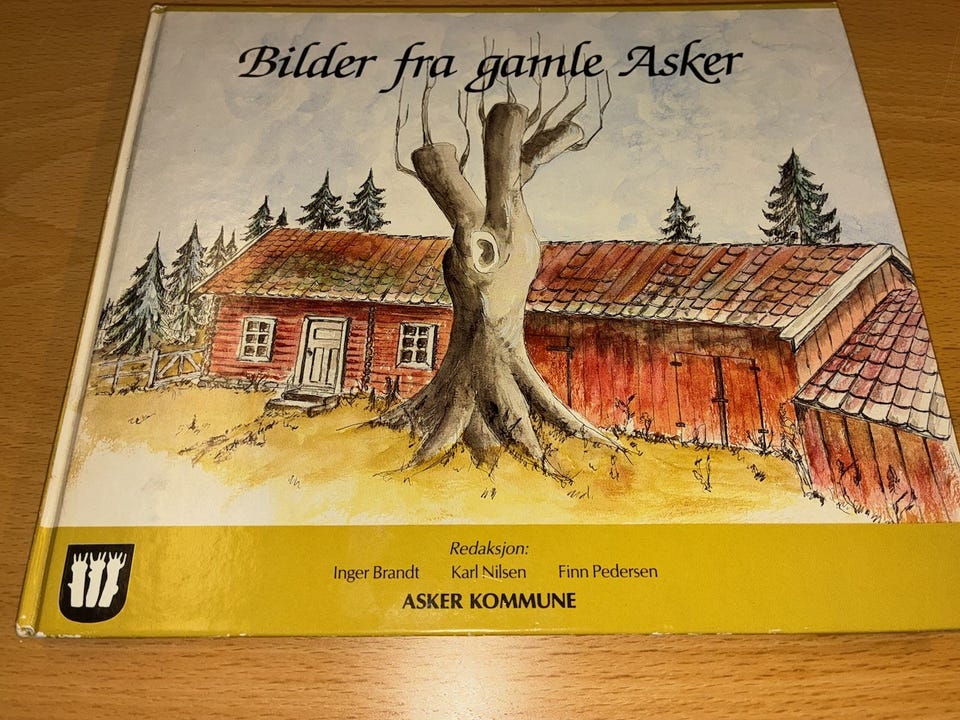 Bilder fra gamle Asker
Redaksjon:
Inger Brandt Karl Nilsen Finn Pedersen
ASKER KOMMUNE